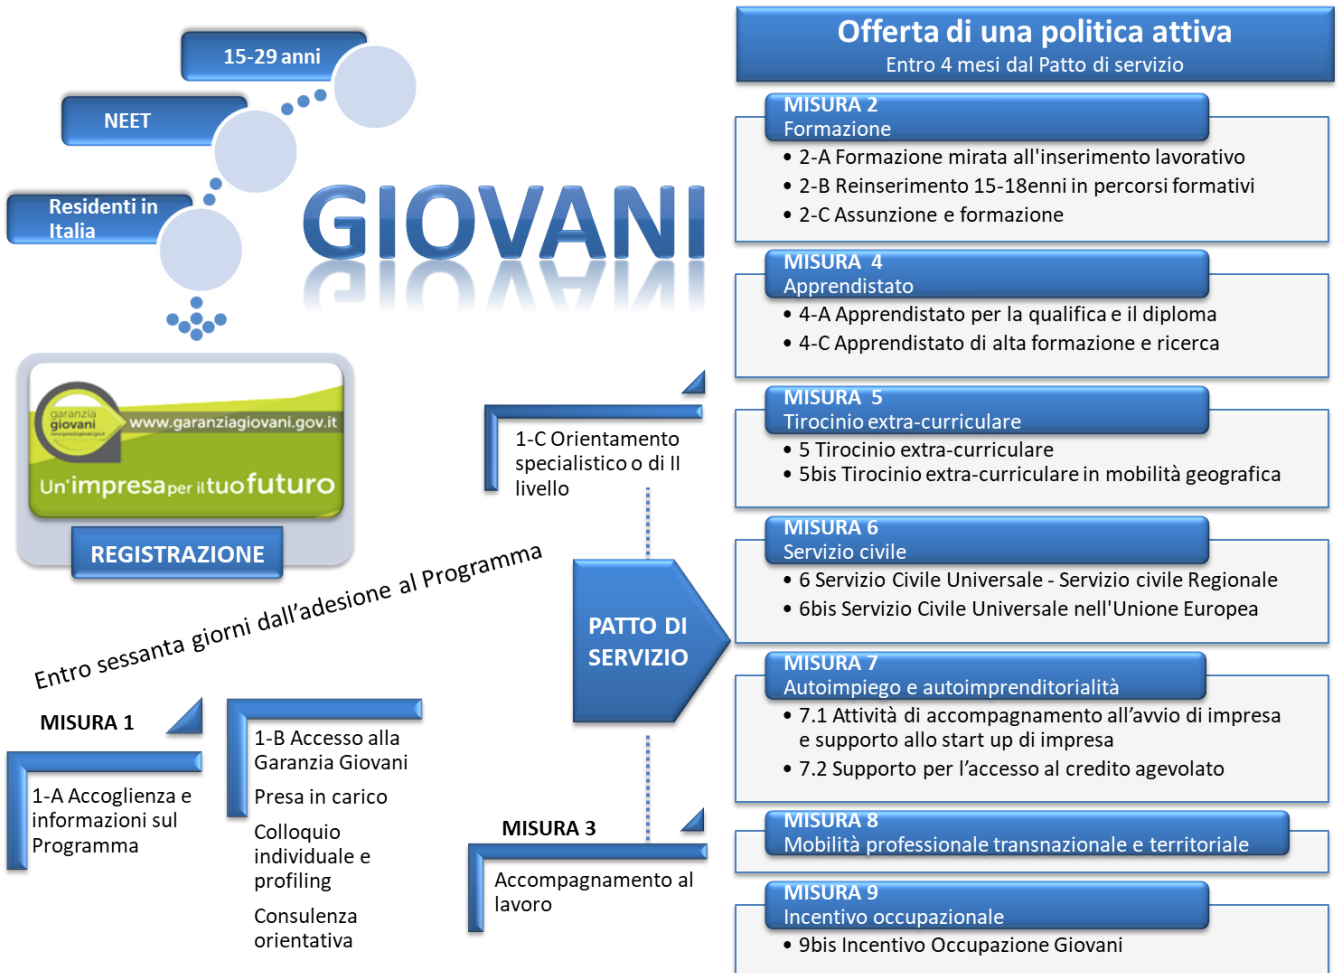 15-29 anni
NEET
Residenti in
Italia
GIOVANI
garanzia
giovani
www.garanziagiovani.gov.it
Un'impresa per il tuo futuro
REGISTRAZIONE
Entro sessanta giorni dall’adesione al Programma
MISURA 1
1-A Accoglienza e
informazioni sul
Programma
1-B Accesso alla
Garanzia Giovani
Presa in carico
Colloquio
individuale e
profiling
Consulenza
orientativa
1-C Orientamento
specialistico o di II
livello
PATTO DI
SERVIZIO
MISURA 3
Accompagnamento al
lavoro
Offerta di una politica attiva
Entro 4 mesi dal Patto di servizio
MISURA 2
Formazione
• 2-A Formazione mirata all'inserimento lavorativo
• 2-B Reinserimento 15-18enni in percorsi formativi
• 2-C Assunzione e formazione
MISURA 4
Apprendistato
• 4-A Apprendistato per la qualifica e il diploma
• 4-C Apprendistato di alta formazione e ricerca
MISURA 5
Tirocinio extra-curriculare
• 5 Tirocinio extra-curriculare
• 5bis Tirocinio extra-curriculare in mobilità geografica
MISURA 6
Servizio civile
• 6 Servizio Civile Universale - Servizio civile Regionale
• 6bis Servizio Civile Universale nell'Unione Europea
MISURA 7
Autoimpiego e autoimprenditorialità
• 7.1 Attività di accompagnamento all’avvio di impresa
e supporto allo start up di impresa
• 7.2 Supporto per l’accesso al credito agevolato
MISURA 8
Mobilità professionale transnazionale e territoriale
MISURA 9
Incentivo occupazionale
• 9bis Incentivo Occupazione Giovani